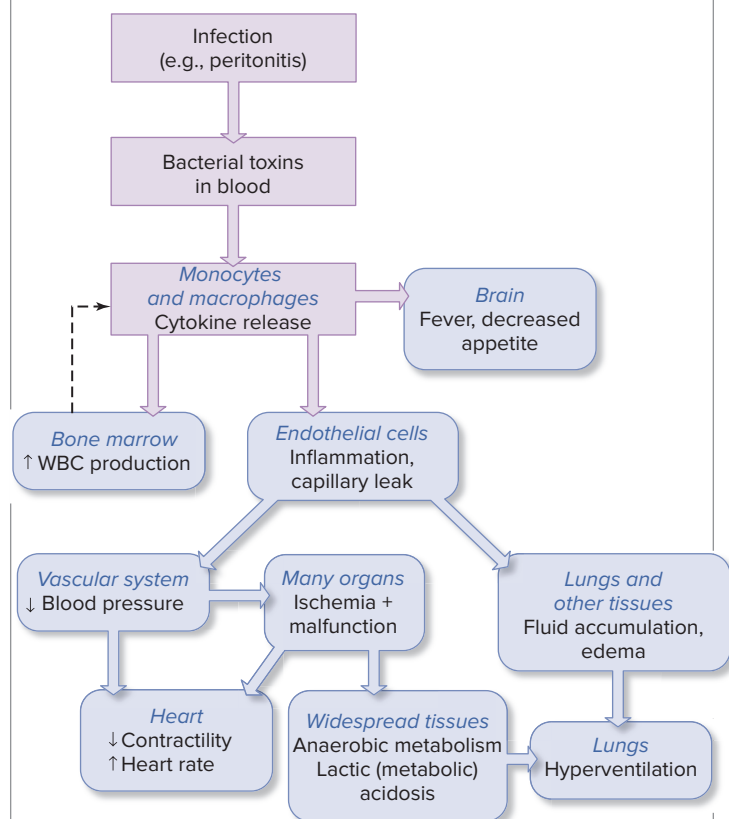 Infection
(e.g., peritonitis)
Bacterial toxins
in blood
Monocytes
and macrophages
Cytokine release
Brain
Fever, decreased
appetite
Bone marrow
↑ WBC production
Endothelial cells
Inflammation,
capillary leak
Vascular system
↓ Blood pressure
Many organs
Ischemia +
malfunction
Lungs and
other tissues
Fluid accumulation,
edema
Heart
↓ Contractility
↑ Heart rate
Widespread tissues
Anaerobic metabolism
Lactic (metabolic)
acidosis
Lungs
Hyperventilation